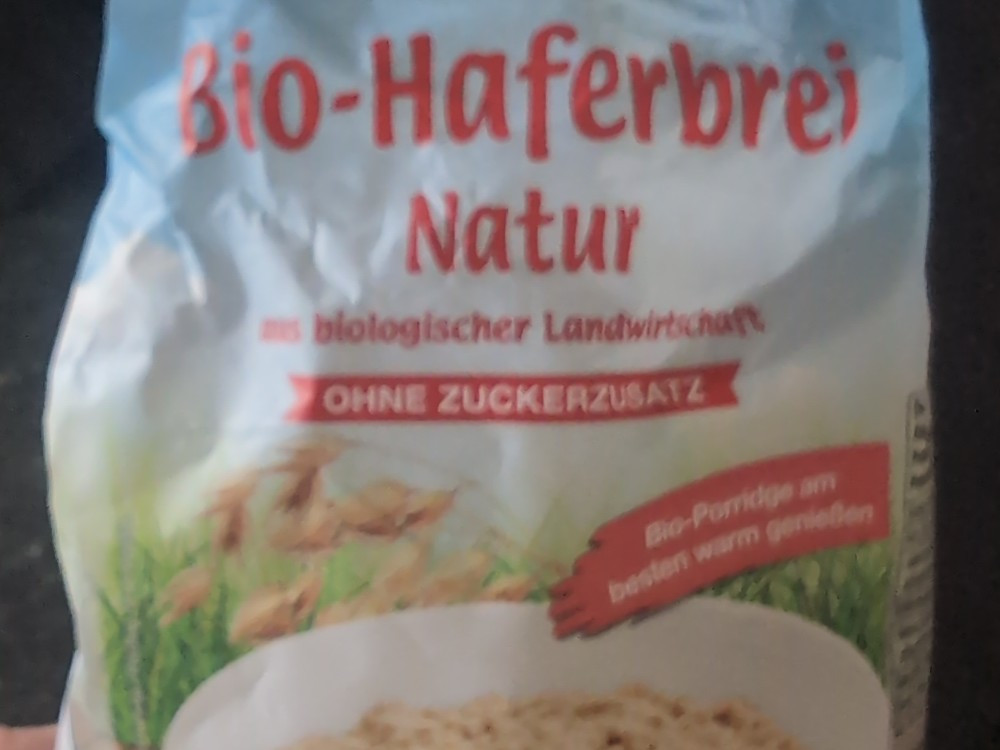 Bio-Haferbrei
Natur
aus biologischer Landwirtschaft
OHNE ZUCKERZUSATZ
Bio-Porridge am
besten warm genießen